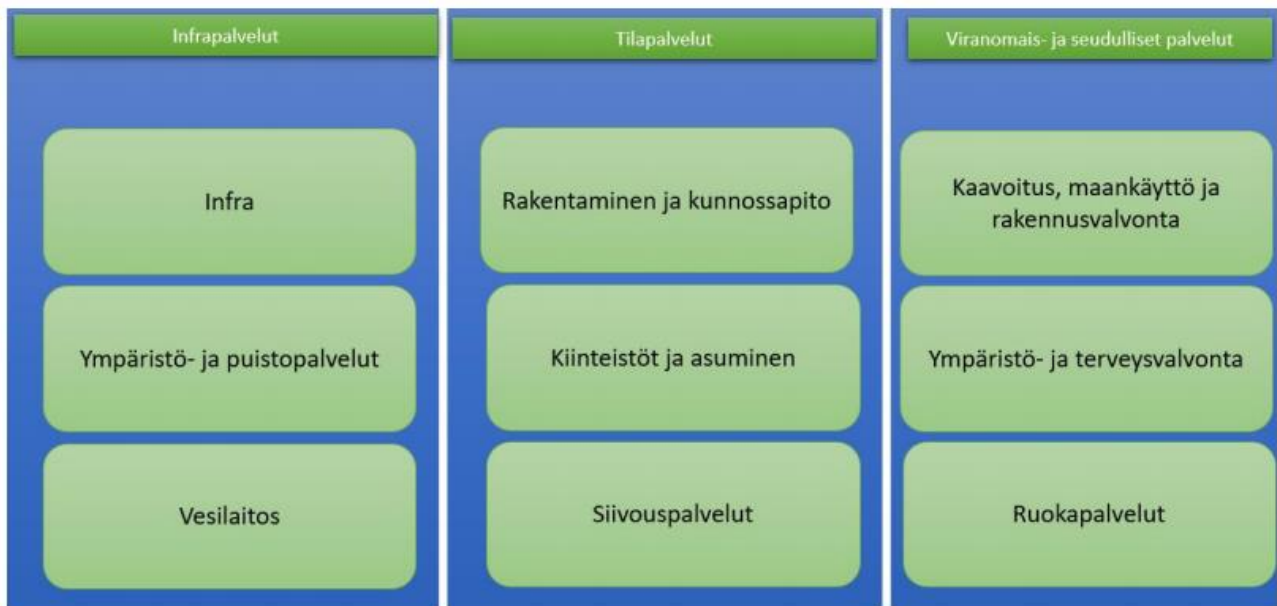 Infrapalvelut
Infra
Ympäristö- ja puistopalvelut
Vesilaitos
Tilapalvelut
Rakentaminen ja kunnossapito
Kiinteistöt ja asuminen
Siivouspalvelut
Viranomais- ja seudulliset palvelut
Kaavoitus, maankäyttö ja
rakennusvalvonta
Ympäristö- ja terveysvalvonta
Ruokapalvelut